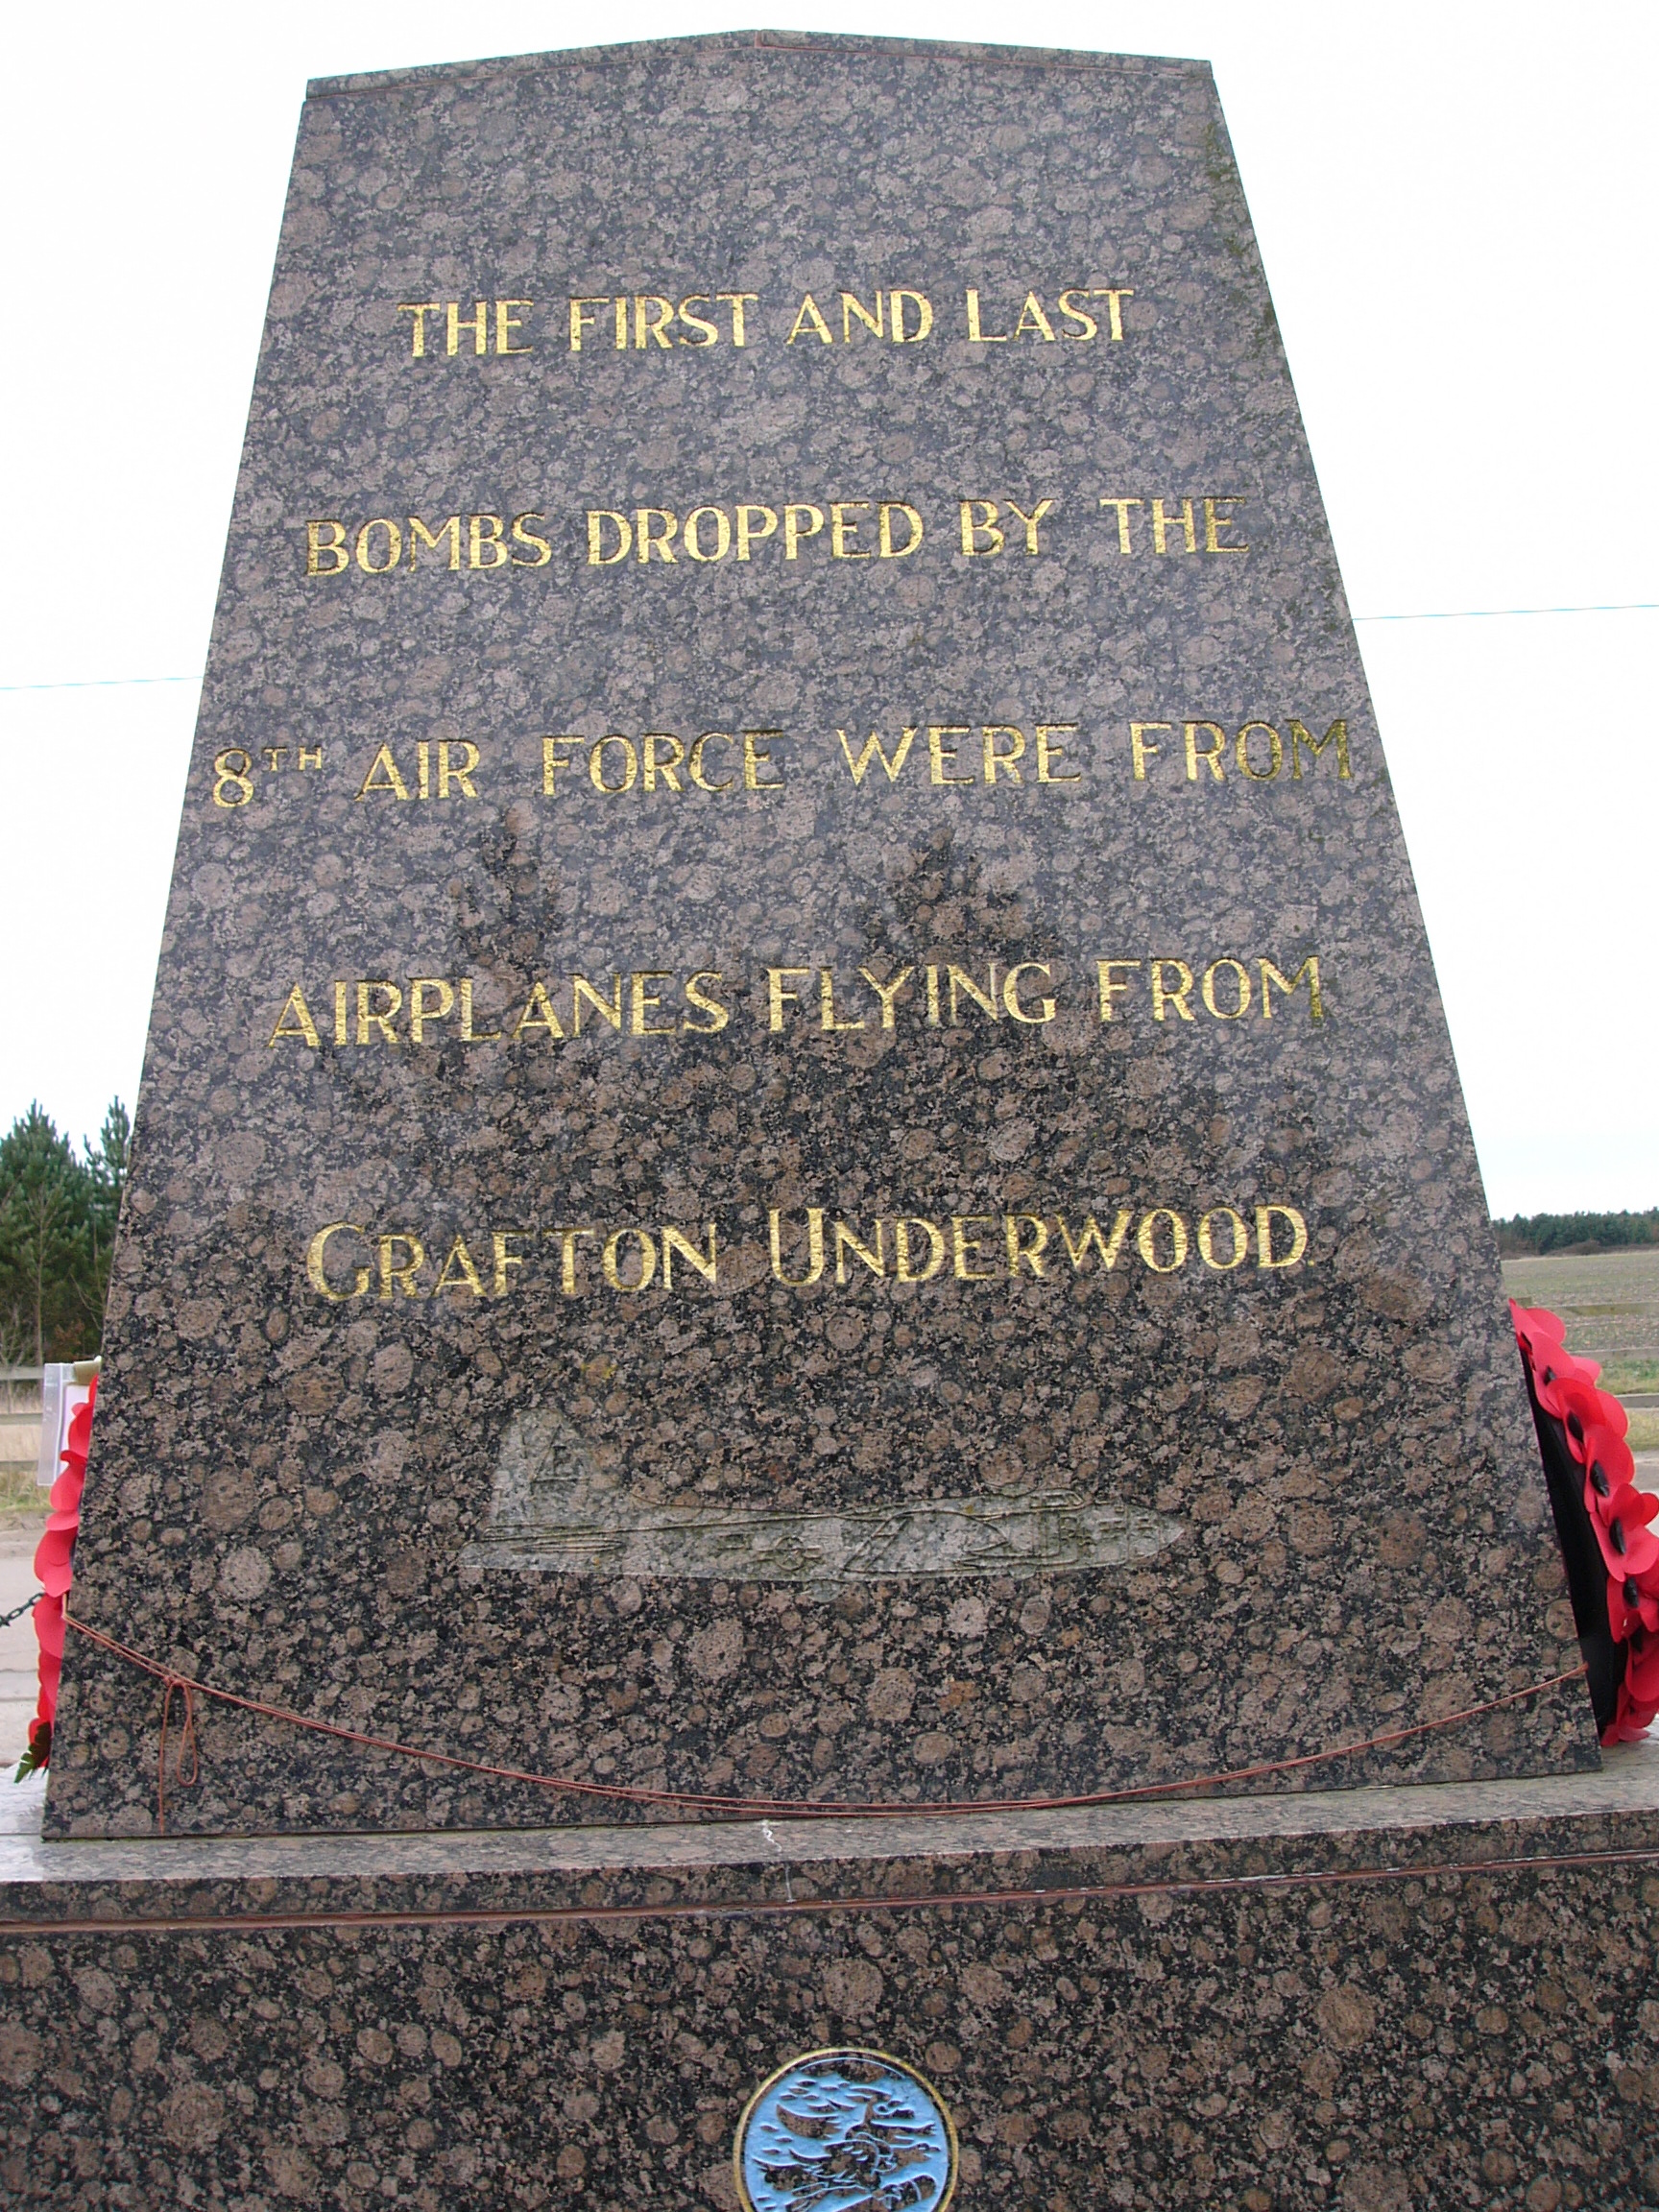 THE FIRST AND LAST
BOMBS DROPPED BY THE
8TH AIR FORCE WERE FROM
AIRPLANES FLYING FROM
GRAFTON UNDERWOOD.